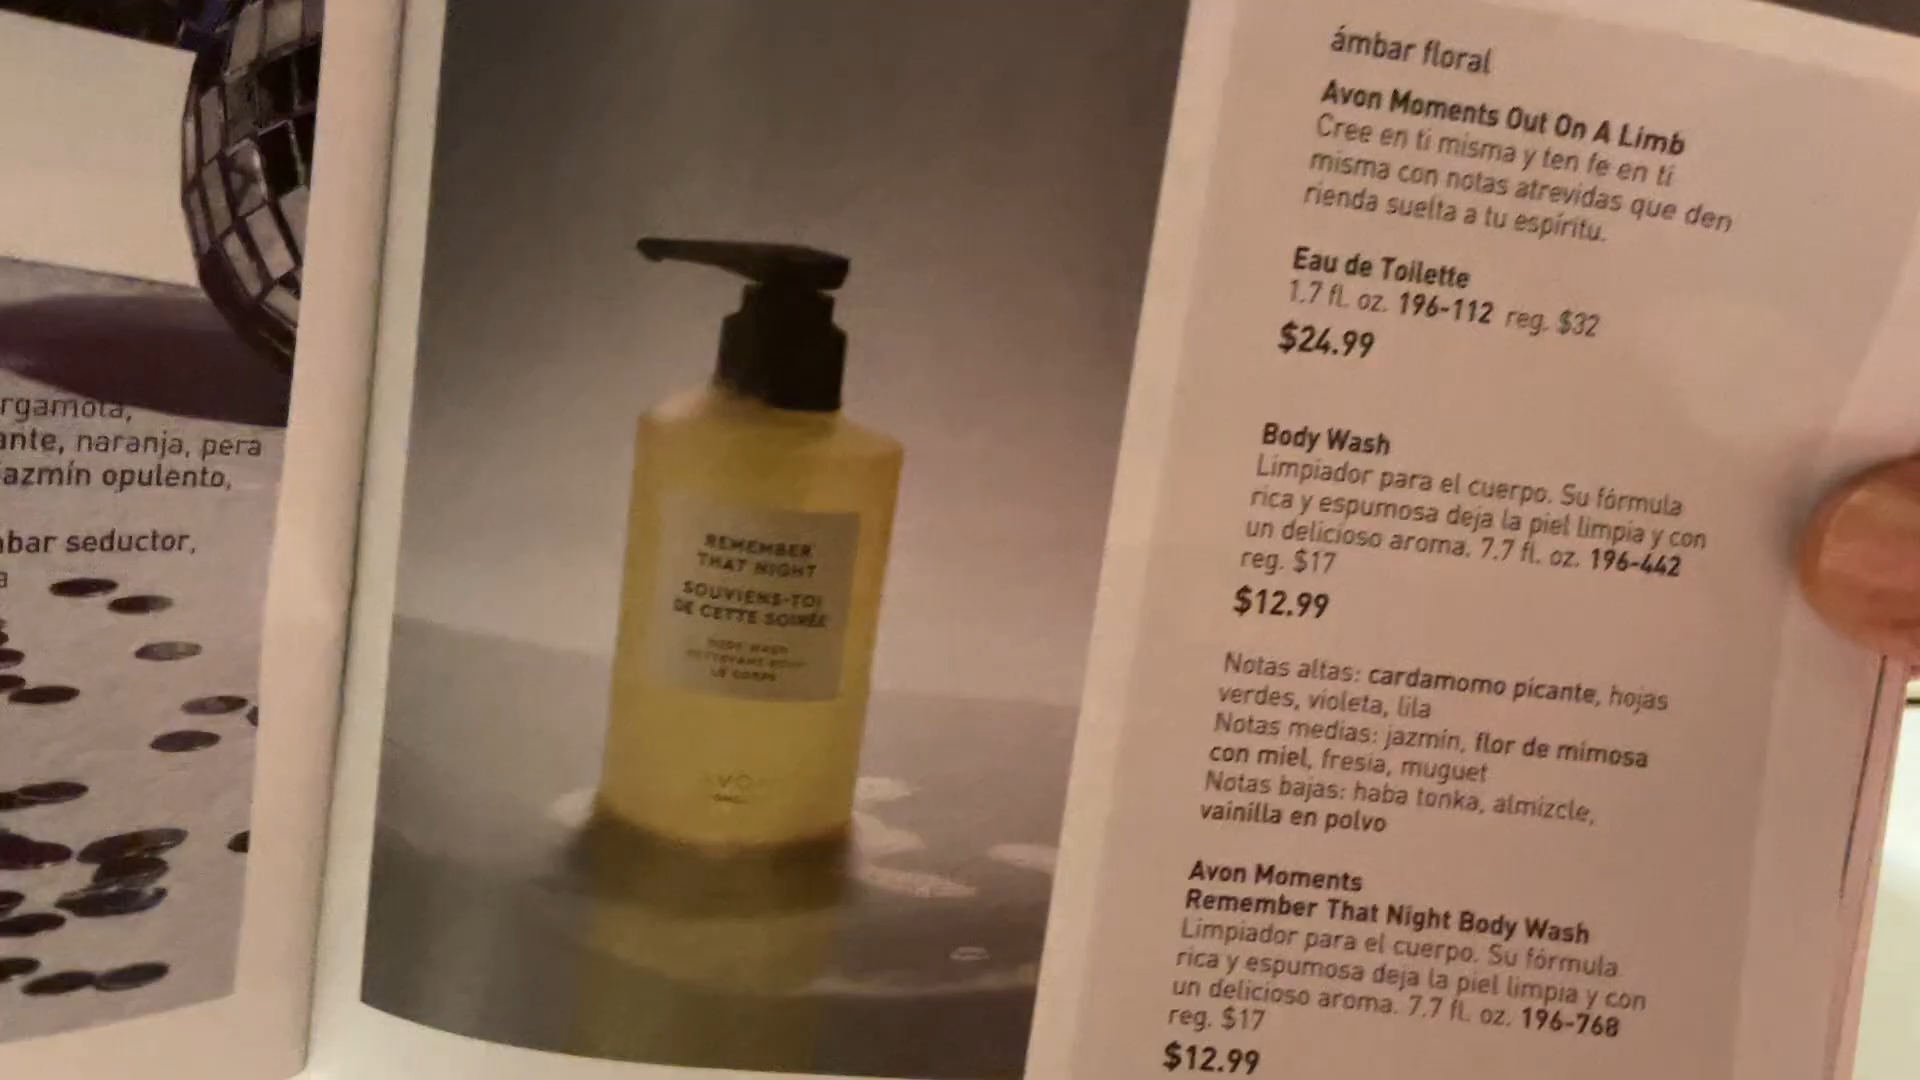 rgamota,
ante, naranja, pera
azmín opulento,
bar seductor,
a
REMEMBER
THAT NIGHT
SOUVIENS-TOI
DE CETTE SOIRÉE
BODY WASH
NETTOYANT POUR
LE CORPS
AVON
ámbar floral
Avon Moments Out On A Limb
Cree en ti misma y ten fe en ti
misma con notas atrevidas que den
rienda suelta a tu espíritu.
Eau de Toilette
1.7 fl. oz. 196-112 reg. $32
$24.99
Body Wash
Limpiador para el cuerpo. Su fórmula
rica y espumosa deja la piel limpia y con
un delicioso aroma. 7.7 fl. oz. 196-442
reg. $17
$12.99
Notas altas: cardamomo picante, hojas
verdes, violeta, lila
Notas medias: jazmín, flor de mimosa
con miel, fresia, muguet
Notas bajas: haba tonka, almizcle,
vainilla en polvo
Avon Moments
Remember That Night Body Wash
Limpiador para el cuerpo. Su fórmula
rica y espumosa deja la piel limpia y con
un delicioso aroma. 7.7 fl. oz. 196-768
reg. $17
$12.99